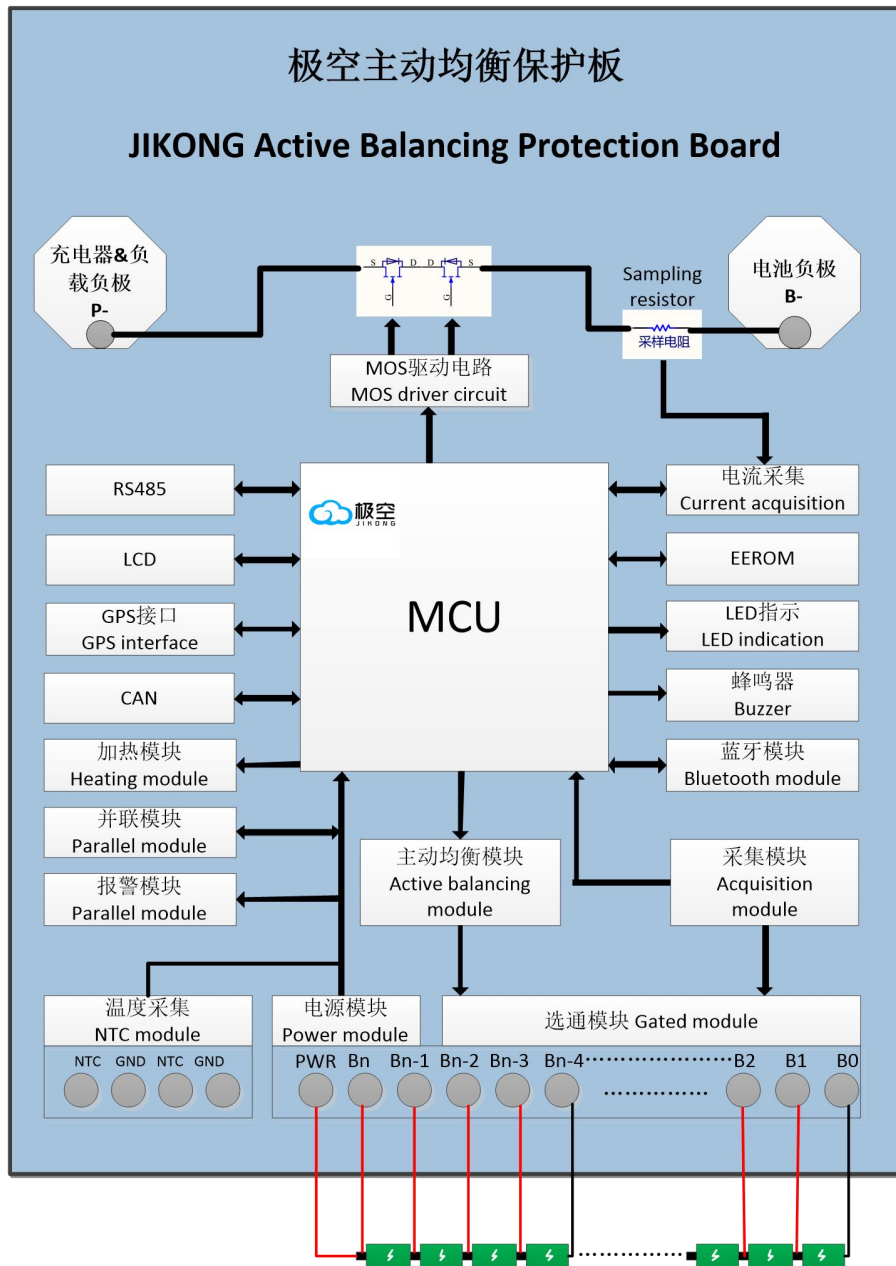 极空主动均衡保护板
JIKONG Active Balancing Protection Board
充电器&负
载负极
P-
S
D
D
S
G
G
Sampling
resistor
采样电阻
电池负极
B-
MOS驱动电路
MOS driver circuit
RS485
LCD
GPS接口
GPS interface
CAN
加热模块
Heating module
并联模块
Parallel module
报警模块
Parallel module
极空
JIKONG
MCU
电流采集
Current acquisition
EEROM
LED指示
LED indication
蜂鸣器
Buzzer
蓝牙模块
Bluetooth module
主动均衡模块
Active balancing
module
采集模块
Acquisition
module
温度采集
NTC module
电源模块
Power module
选通模块 Gated module
NTC GND NTC GND
PWR Bn Bn-1 Bn-2 Bn-3 Bn-4 B2 B1 B0